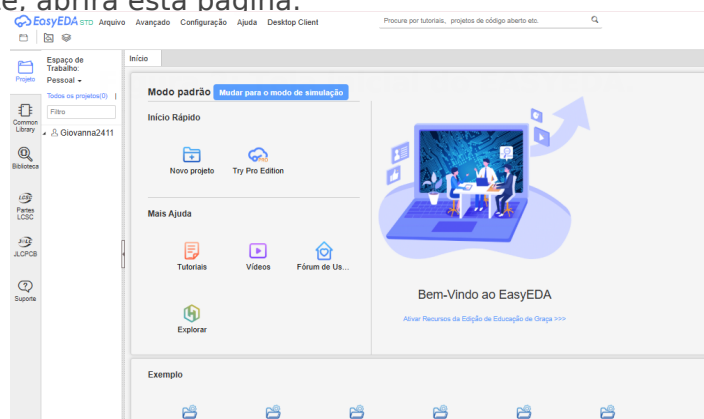 te, abrirá esta página:
EasyEDA STD Arquivo Avançado Configuração Ajuda Desktop Client Procure por tutoriais, projetos de código aberto etc.
Projeto
Common
Library
Biblioteca
LCSC
Partes
LCSC
JLCPCB
Suporte
Espaço de
Trabalho:
Pessoal
Todos os projetos(0) |
Filtro
Giovanna2411
Início
Modo padrão Mudar para o modo de simulação
Início Rápido
Novo projeto Try Pro Edition
Mais Ajuda
Tutoriais Vídeos Fórum de Us...
Explorar
Bem-Vindo ao EasyEDA
Ativar Recursos da Edição de Educação de Graça >>>
Exemplo